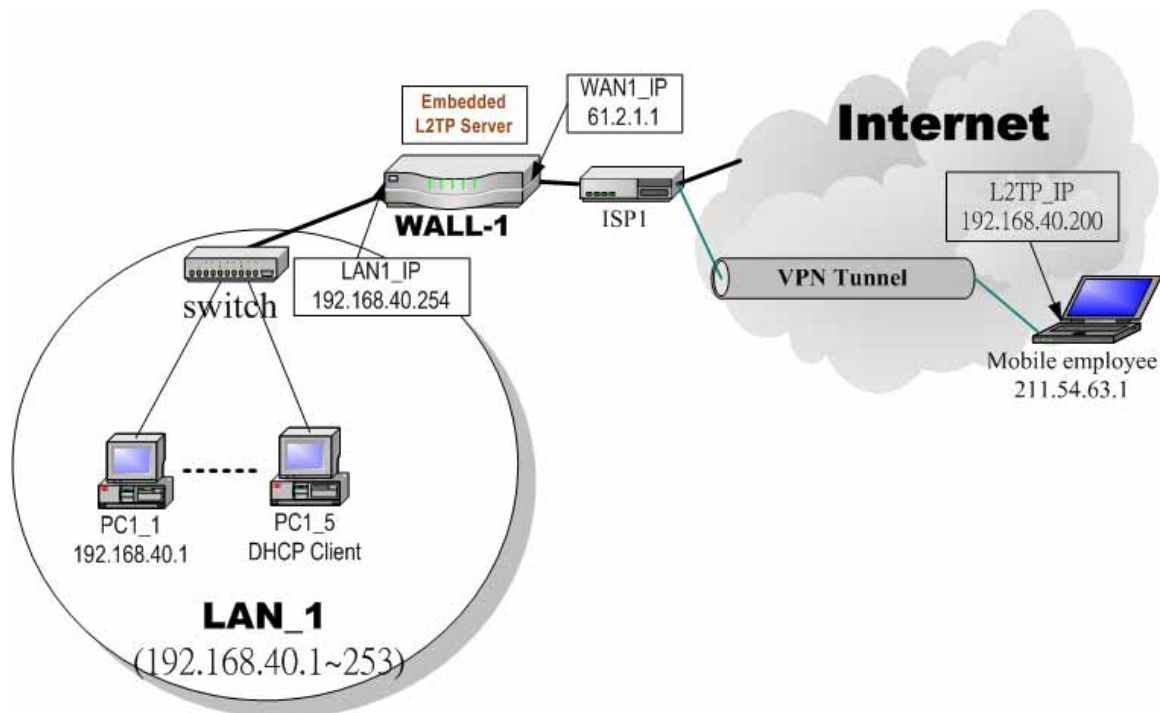 Embedded
L2TP Server
WAN1_IP
61.2.1.1
Internet
WALL-1
ISP1
L2TP_IP
192.168.40.200
VPN Tunnel
Mobile employee
211.54.63.1
switch
LAN1_IP
192.168.40.254
PC1_1
192.168.40.1
PC1_5
DHCP Client
LAN_1
(192.168.40.1~253)